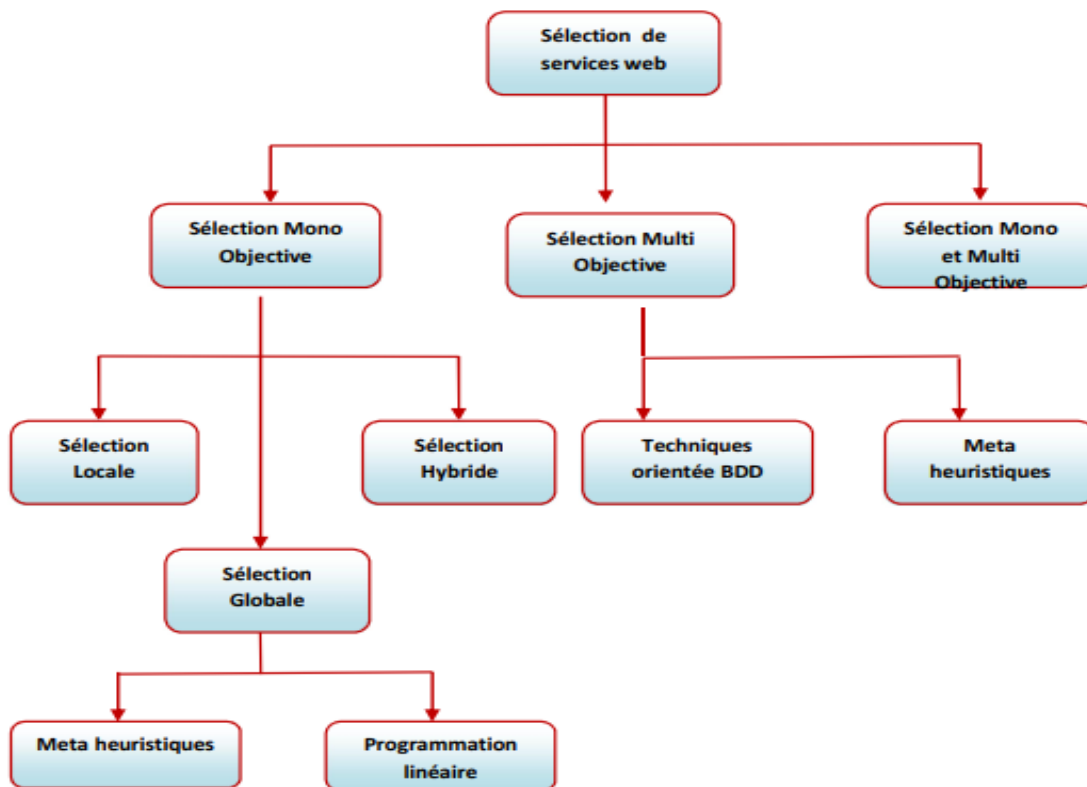 Sélection de
services web
Sélection Mono
Objective
Sélection Multi
Objective
Sélection Mono
et Multi
Objective
Sélection
Locale
Sélection
Hybride
Techniques
orientée BDD
Meta
heuristiques
Sélection
Globale
Meta heuristiques
Programmation
linéaire